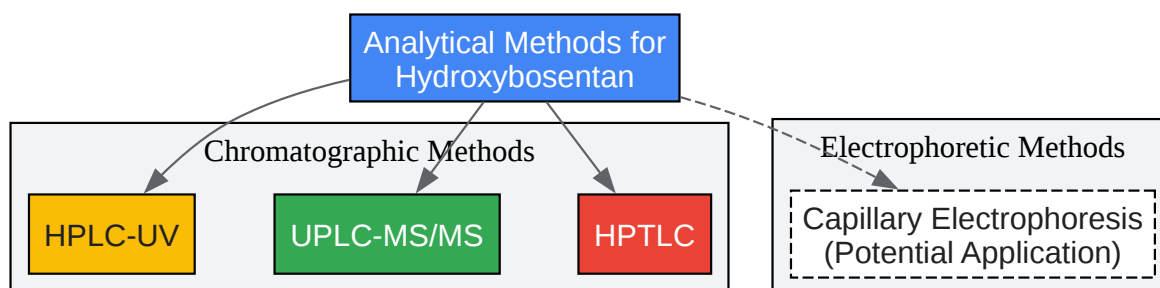 Analytical Methods for
Hydroxybosentan
Chromatographic Methods
Electrophoretic Methods
HPLC-UV
UPLC-MS/MS
HPTLC
Capillary Electrophoresis
(Potential Application)